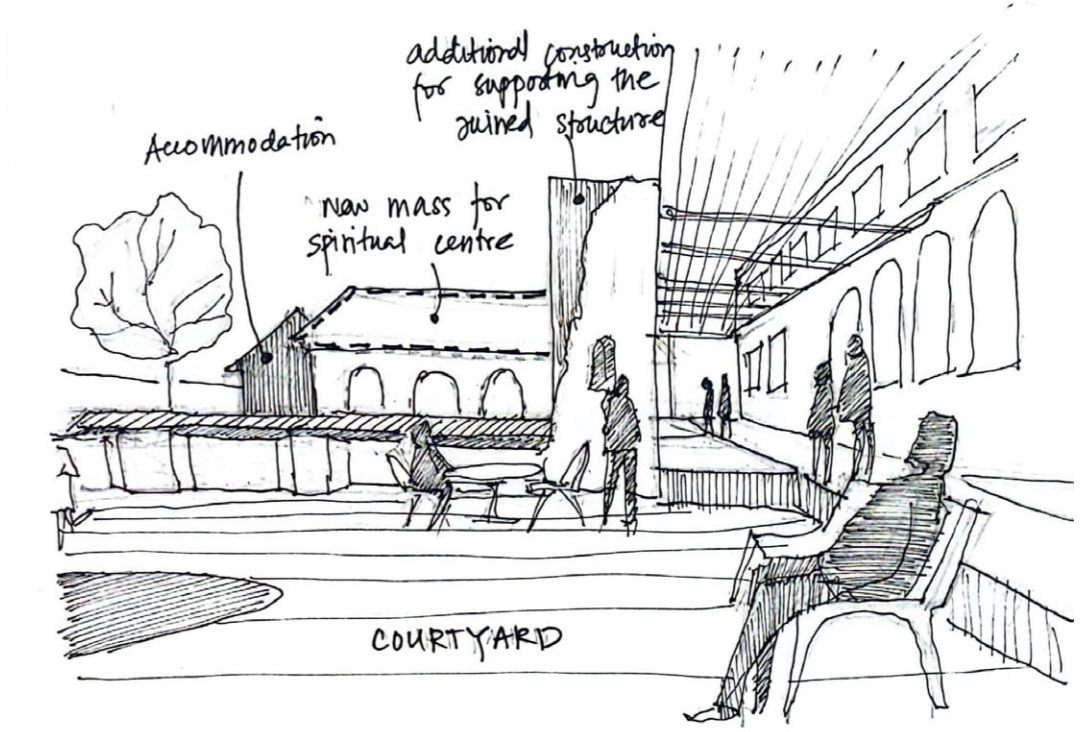 additional construction
for supporting the
ruined structure
Accommodation
New mass for
spiritual centre
COURTYARD